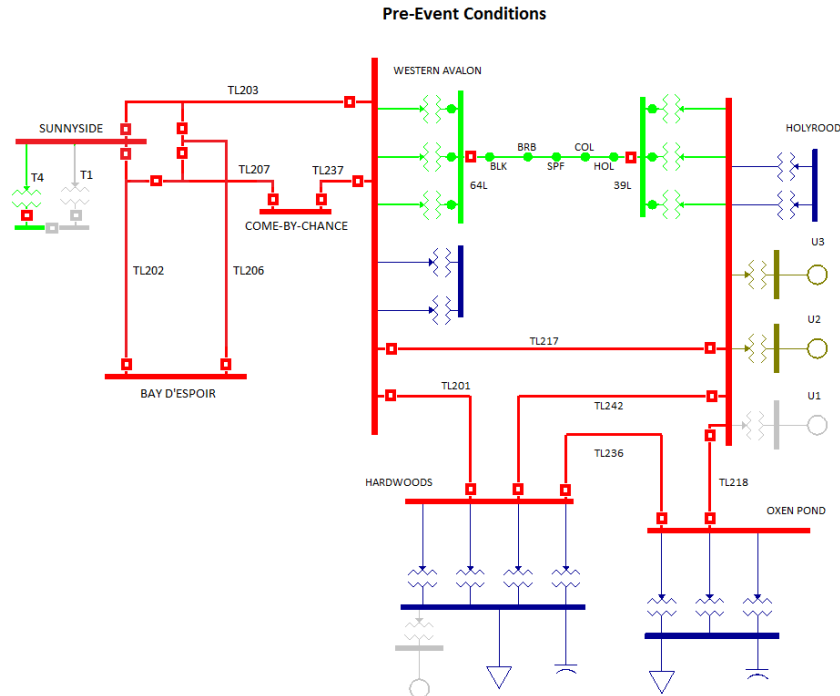 Pre-Event Conditions
WESTERN AVALON
TL203
SUNNYSIDE
HOLYROOD
BRB
COL
BLK
SPF
HOL
TL207
TL237
T4
T1
64L
39L
COME-BY-CHANCE
U3
TL202
TL206
U2
TL217
BAY D'ESPOIR
TL201
TL242
U1
TL236
HARDWOODS
TL218
OXEN POND